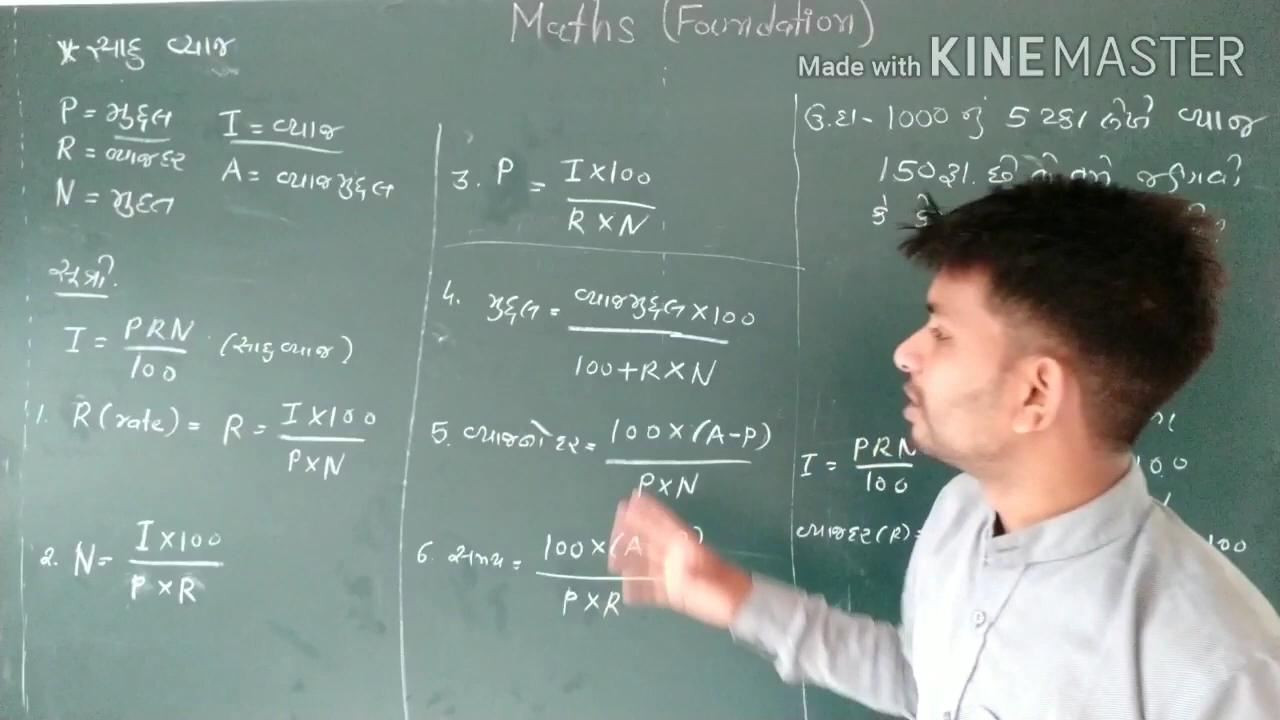 Maths (Foundation)
Made with KINEMASTER
* સાદુ વ્યાજ
P = મુદ્દલ
I = વ્યાજ
R = વ્યાજદર
A = વ્યાજમુદ્દલ
N = મુદત
સૂત્રો.
I = PRN / 100 (સાદુ વ્યાજ)
1. R (rate) = R = I×100 / P×N
2. N = I×100 / P×R
3. P = I×100 / R×N
4. મુદ્દલ = વ્યાજમુદ્દલ×100 / 100+R×N
5. વ્યાજનો દર = 100×(A-P) / P×N
6. સમય = 100×(A / P×R
ઉ.દા- 1000 નું 5 ટકા લેખે વ્યાજ
150 રૂા.
I = PRN / 100
વ્યાજદર (R) =
100